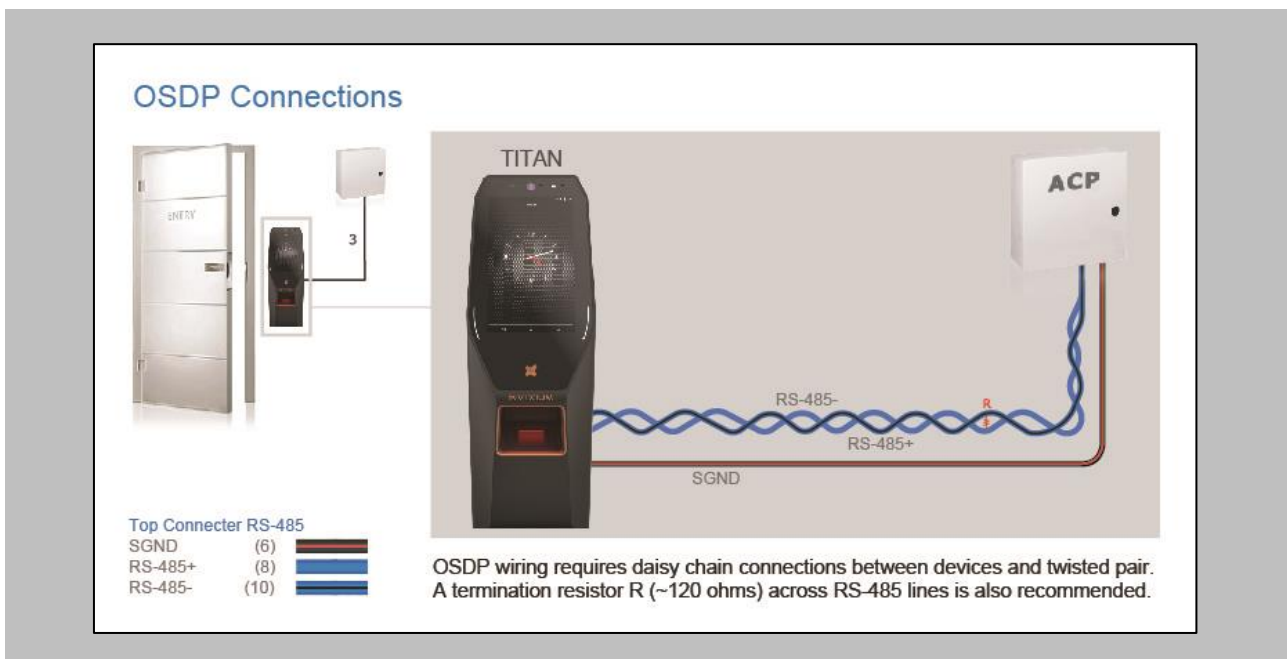 OSDP Connections
TITAN
ACP
ENTRY
3
RS-485-
R
RS-485+
SGND
INVIXIUM
Top Connecter RS-485
SGND (6)
RS-485+ (8)
RS-485- (10)
OSDP wiring requires daisy chain connections between devices and twisted pair.
A termination resistor R (~120 ohms) across RS-485 lines is also recommended.